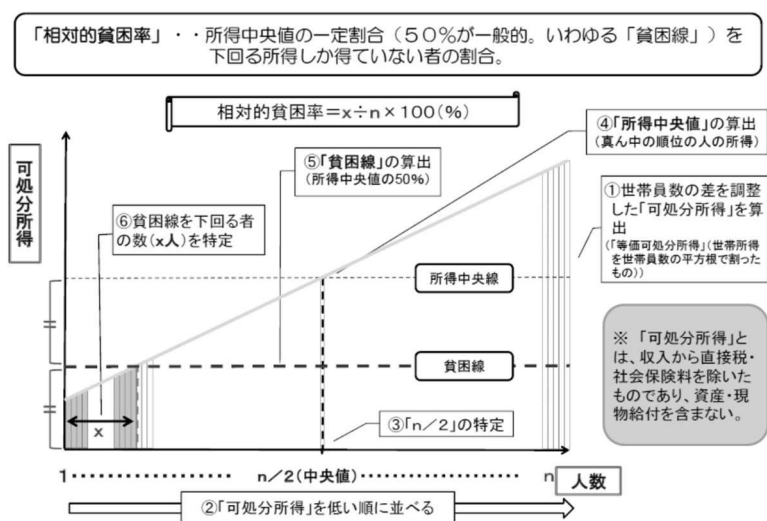 「相対的貧困率」・・所得中央値の一定割合（５０％が一般的。いわゆる「貧困線」）を
下回る所得しか得ていない者の割合。
相対的貧困率＝x÷n×100（％）
④「所得中央値」の算出
（真ん中の順位の人の所得）
⑤「貧困線」の算出
（所得中央値の50％）
①世帯員数の差を調整
した「可処分所得」を算
出
（「等価可処分所得」（世帯所得
を世帯員数の平方根で割った
もの））
可処分所得
⑥貧困線を下回る者
の数（x人）を特定
所得中央線
※　「可処分所得」と
は、収入から直接税・
社会保険料を除いた
ものであり、資産・現
物給付を含まない。
貧困線
＝
＝
x
③「n／2」の特定
1・・・・・・・・・・・・・n／2（中央値）・・・・・・・・・・・・・・・・n
人数
②「可処分所得」を低い順に並べる